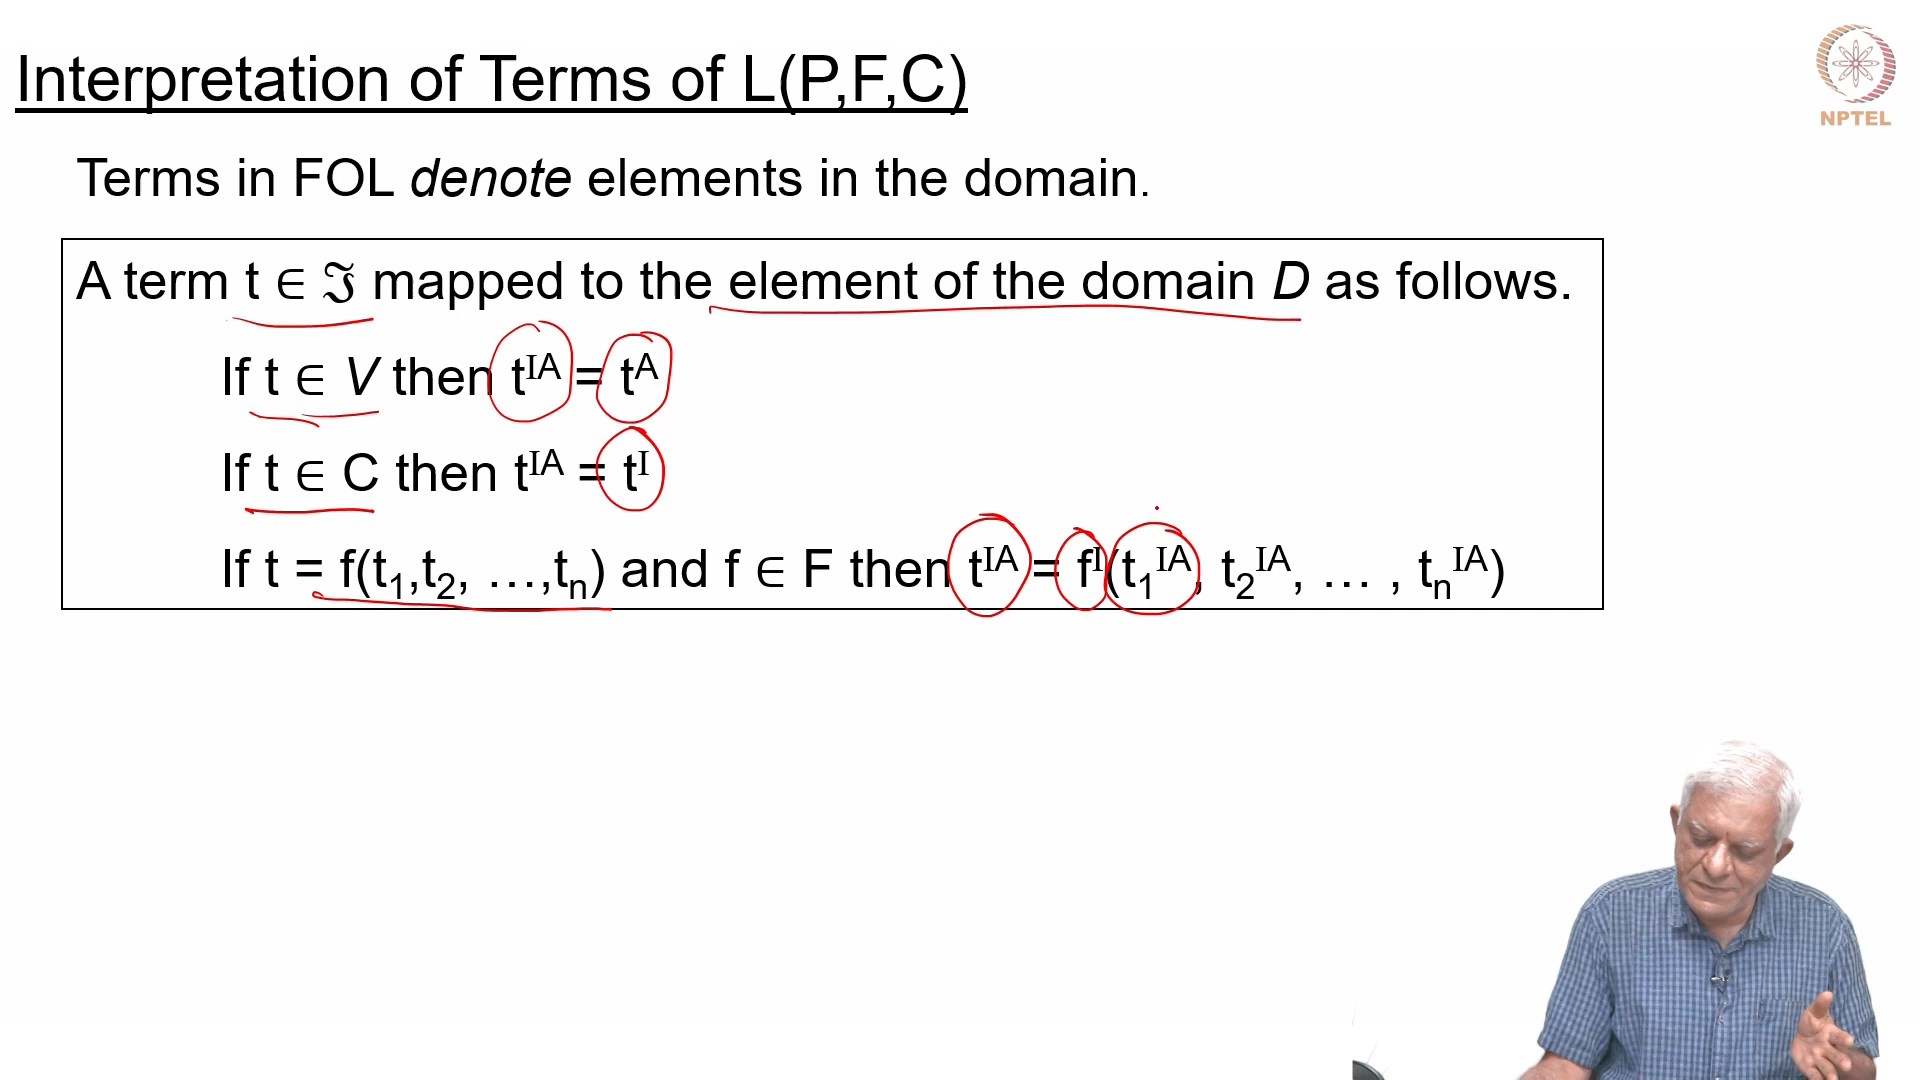 Interpretation of Terms of L(P,F,C)
NPTEL
Terms in FOL denote elements in the domain.
A term t ∈ ℑ mapped to the element of the domain D as follows.
If t ∈ V then tᴵᴬ = tᴬ
If t ∈ C then tᴵᴬ = tᴵ
If t = f(t₁,t₂, …,tₙ) and f ∈ F then tᴵᴬ = fᴵ(t₁ᴵᴬ, t₂ᴵᴬ, … , tₙᴵᴬ)